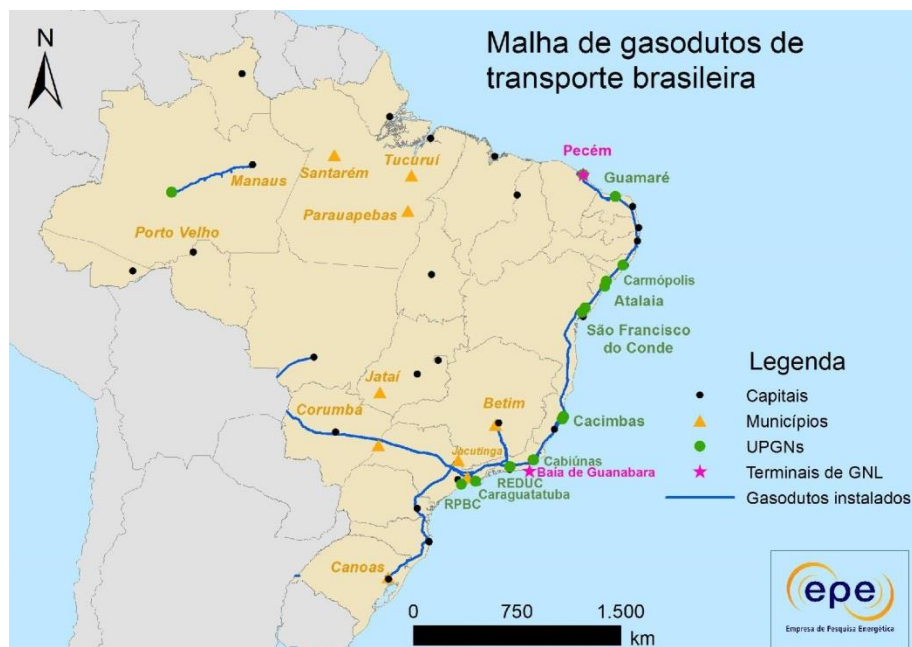 N
Malha de gasodutos de
transporte brasileira
Pecém
Guamaré
Santarém
Tucuruí
Manaus
Parauapebas
Porto Velho
Carmópolis
Atalaia
São Francisco
do Conde
Jataí
Corumbá
Betim
Cacimbas
Jacutinga
Cabiúnas
Baía de Guanabara
REDUC
Caraguatatuba
RPBC
Canoas
Legenda
Capitais
Municípios
UPGNs
Terminais de GNL
Gasodutos instalados
0 750 1.500
km
epe
Empresa de Pesquisa Energética